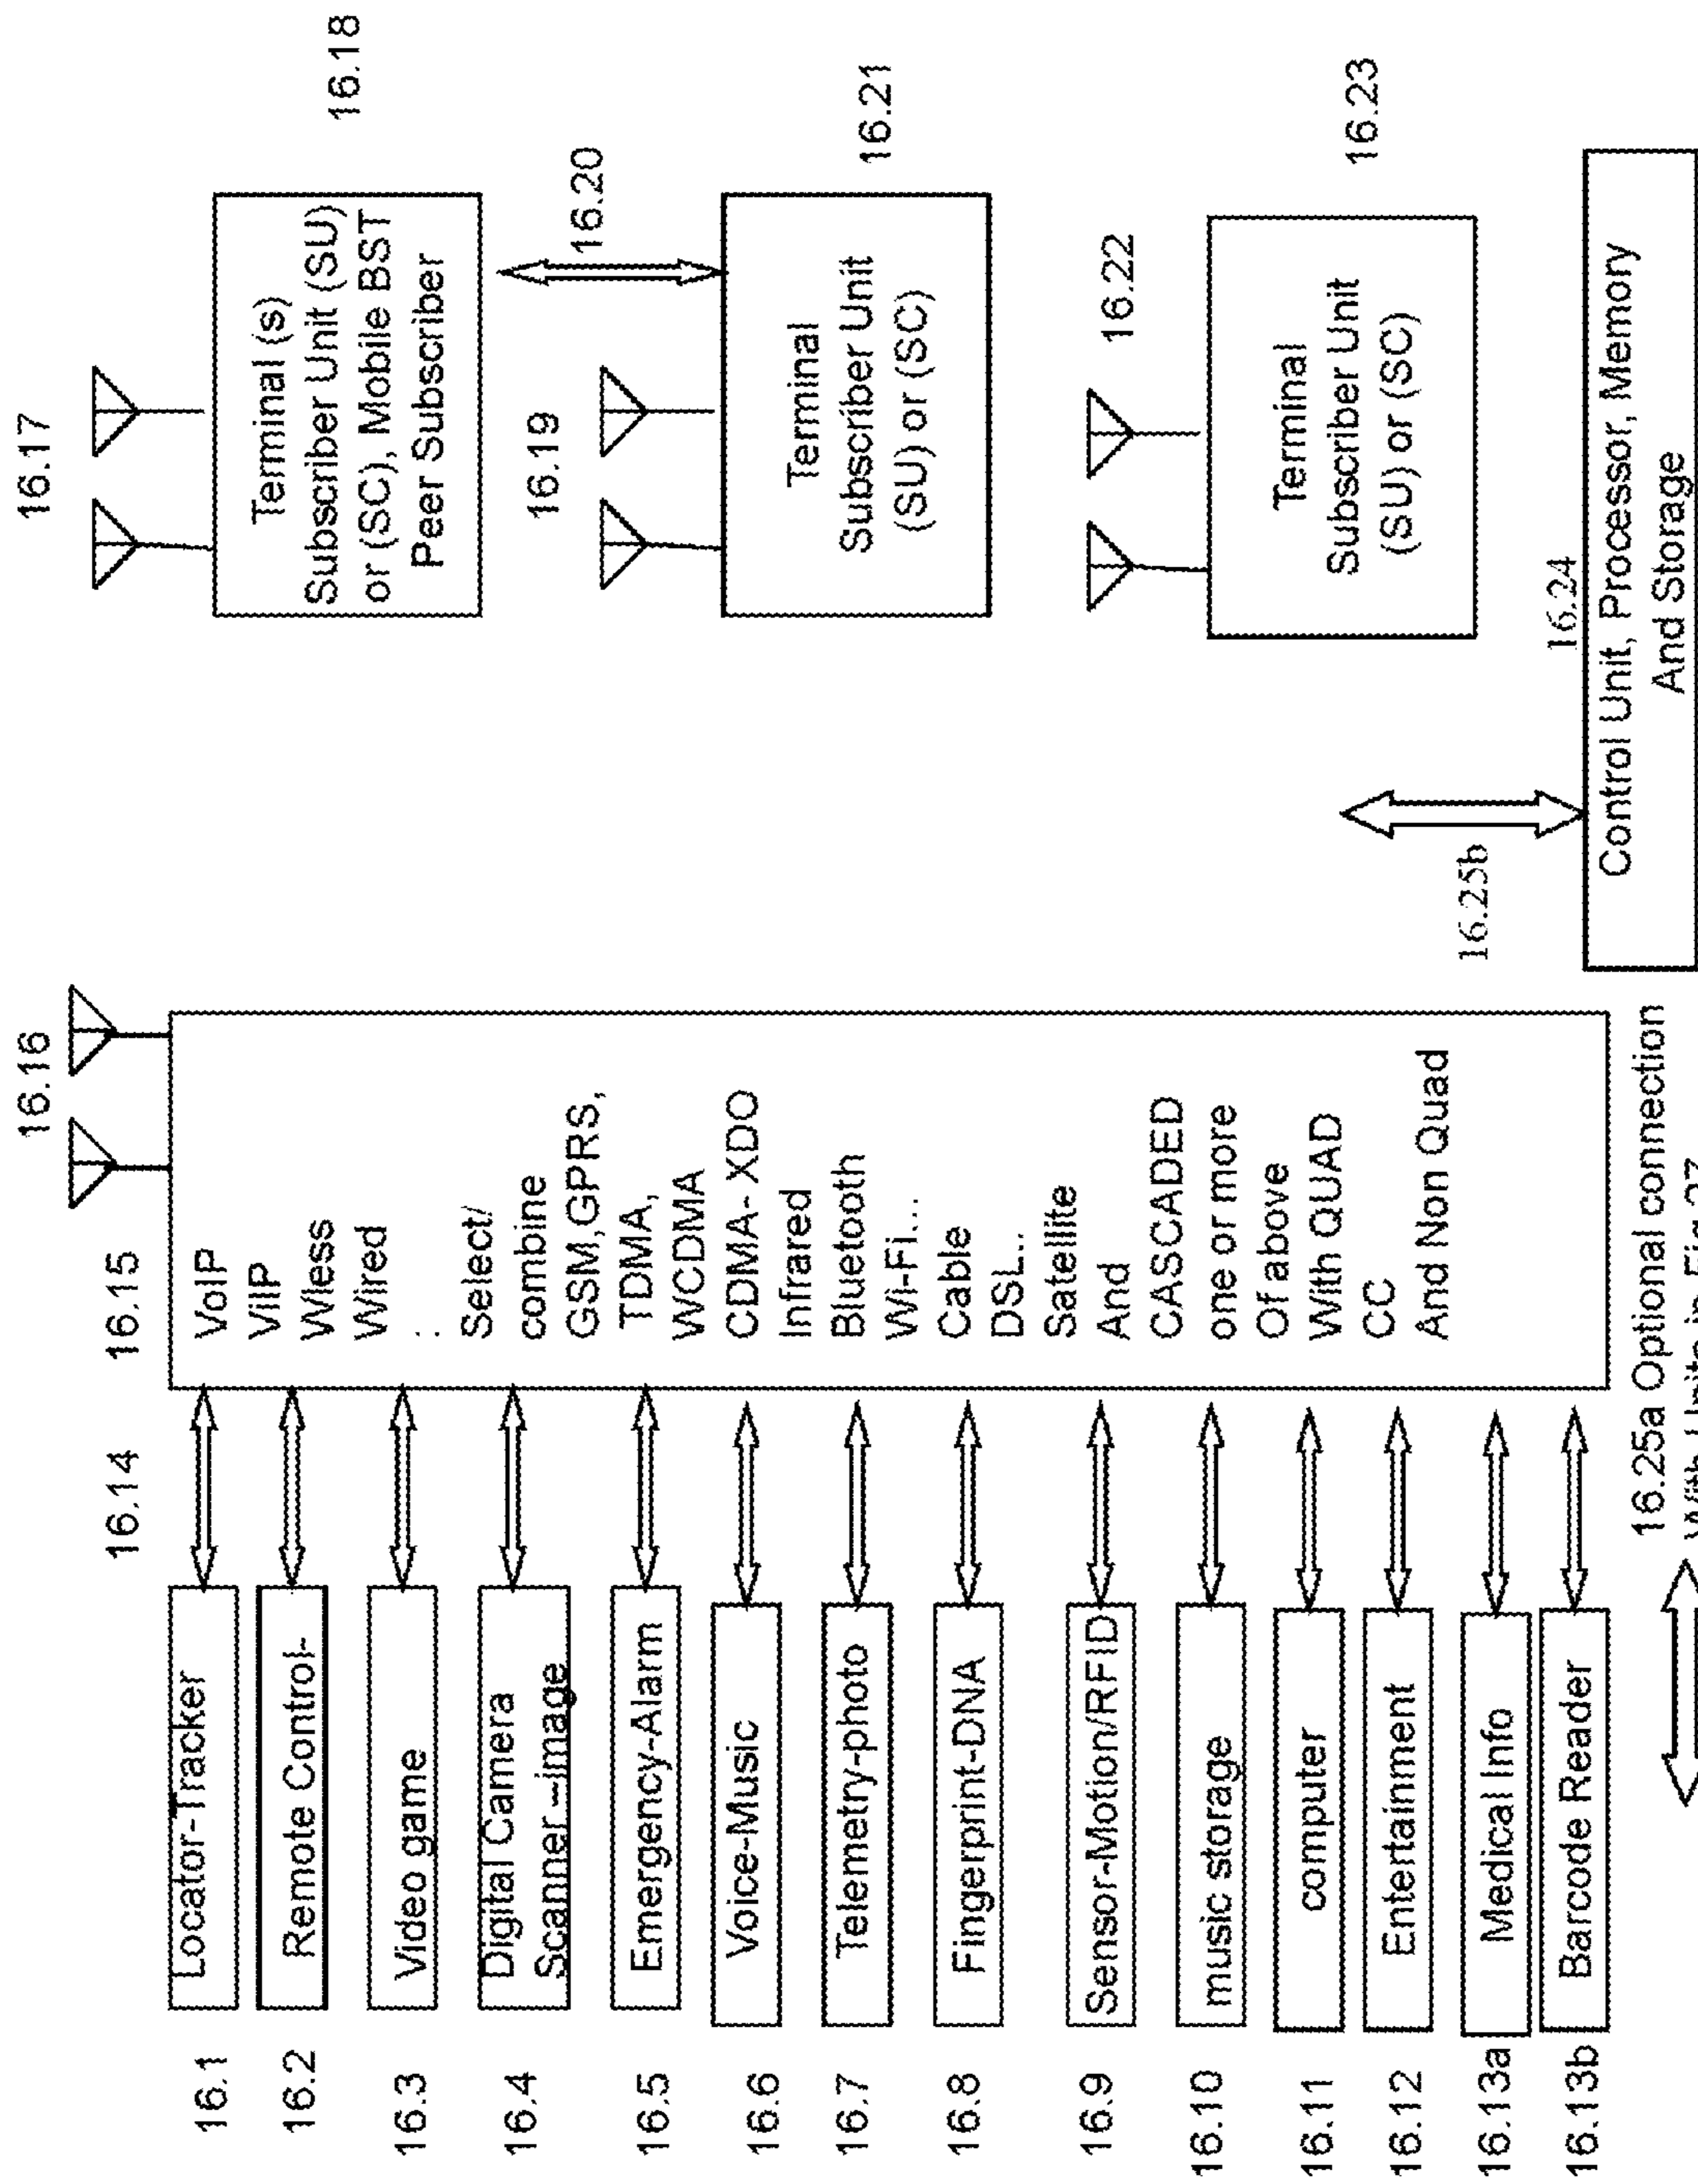 16.1
Locator-Tracker
16.2
Remote Control-
16.3
Video game
16.4
Digital Camera
Scanner –image
16.5
Emergency-Alarm
16.6
Voice-Music
16.7
Telemetry-photo
16.8
Fingerprint-DNA
16.9
Sensor-Motion/RFID
16.10
music storage
16.11
computer
16.12
Entertainment
16.13a
Medical Info
16.13b
Barcode Reader
16.14
16.15
16.16
VoIP
ViIP
Wless
Wired
:
Select/
combine
GSM,GPRS,
TDMA,
WCDMA
CDMA- XDO
Infrared
Bluetooth
Wi-Fi...
Cable
DSL..
Satellite
And
CASCADED
one or more
Of above
With QUAD
CC
And Non Quad
16.25a Optional connection
With Units in Fig 27
16.17
Terminal (s)
Subscriber Unit (SU)
or (SC), Mobile BST
Peer Subscriber
16.18
16.19
16.20
Terminal
Subscriber Unit
(SU) or (SC)
16.21
16.22
Terminal
Subscriber Unit
(SU) or (SC)
16.23
16.25b
16.24
Control Unit, Processor, Memory
And Storage